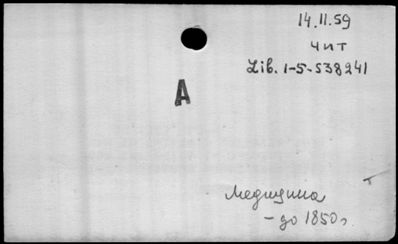 14.11.59
чит
Lib. 1-5-538241
A
Медицина
- до 1850 г.